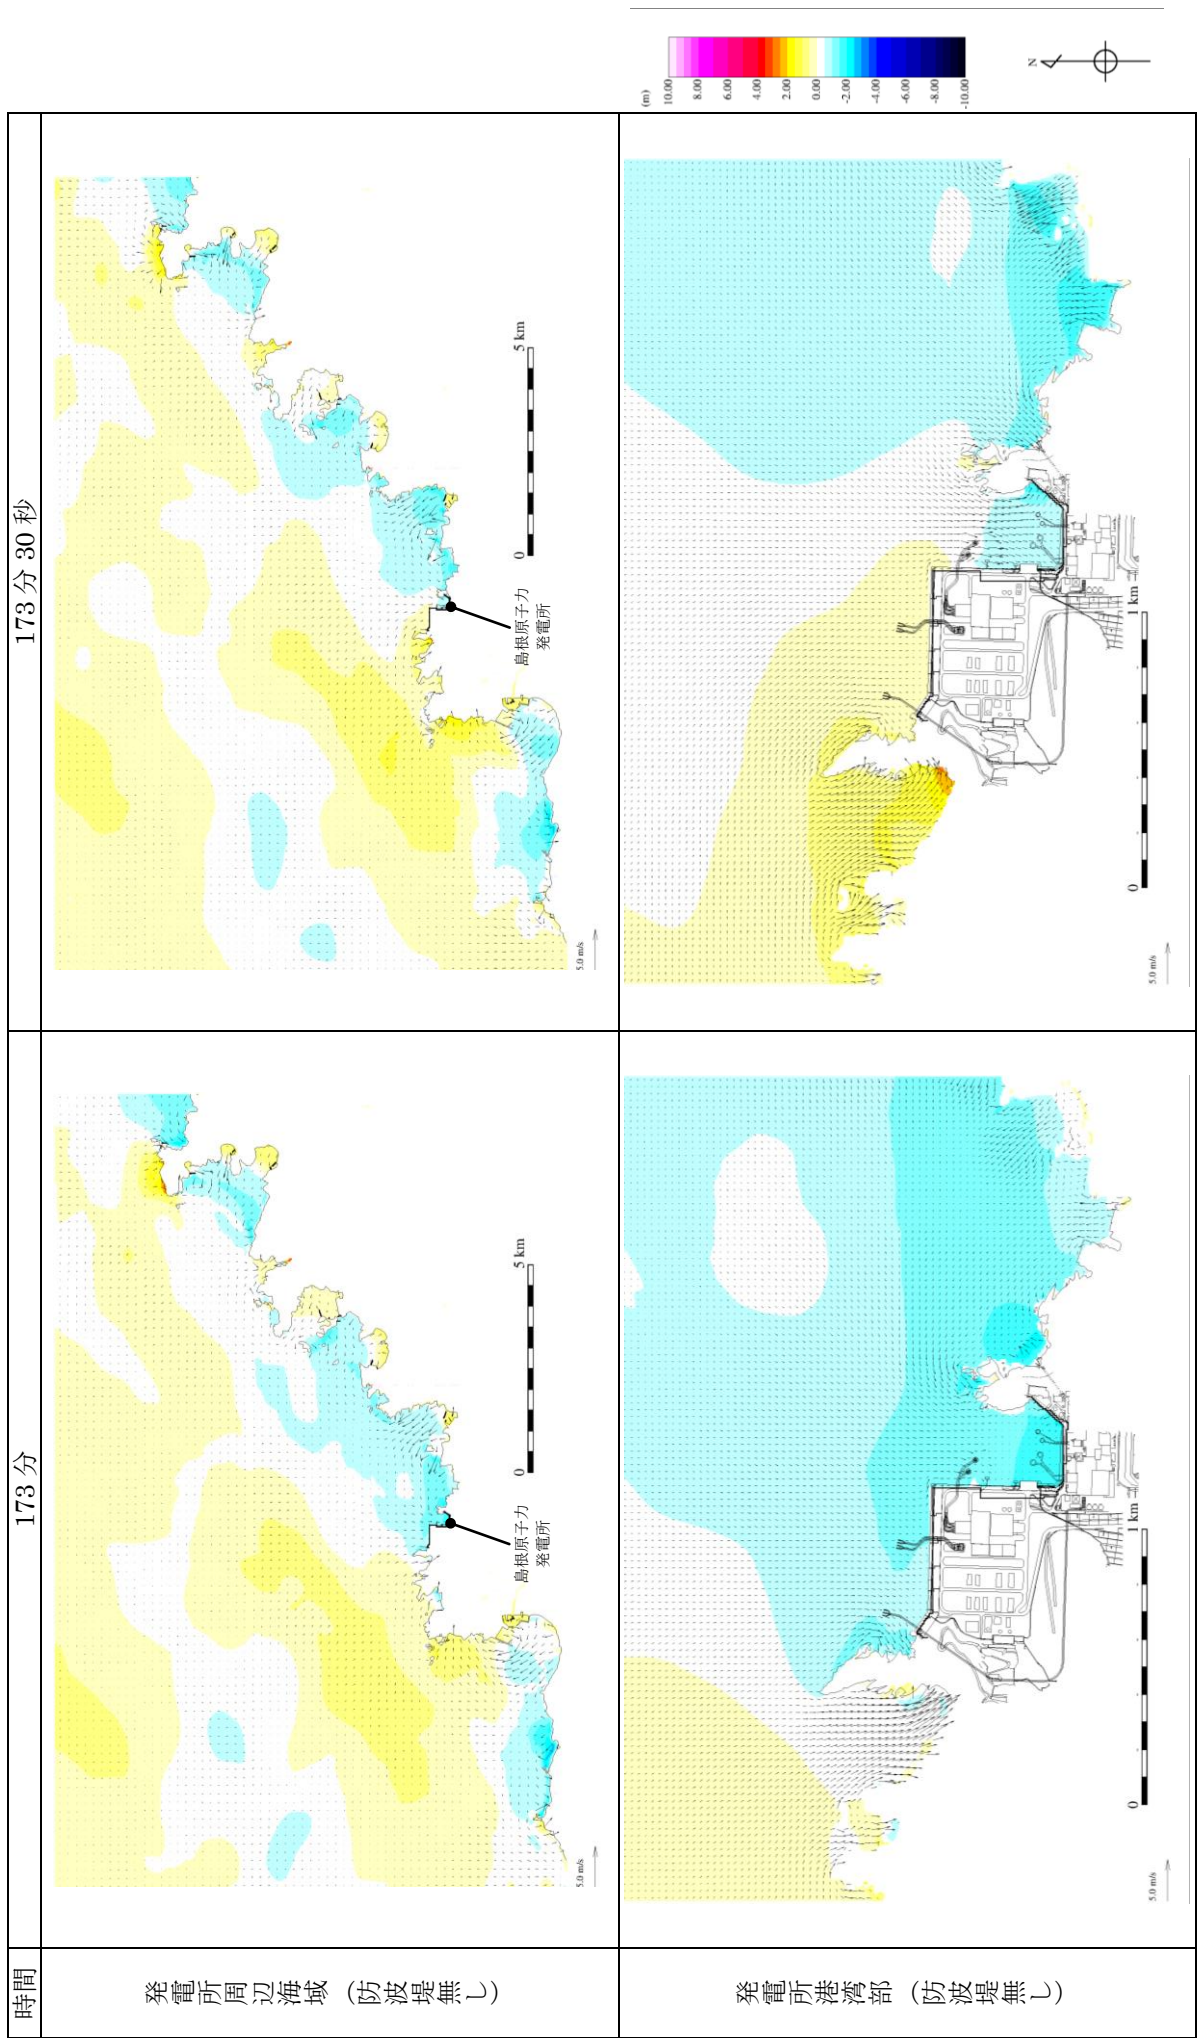 時間
173分
173分30秒
発電所周辺海域（防波堤無し）
島根原子力
発電所
0
5 km
5.0 m/s
島根原子力
発電所
0
5 km
5.0 m/s
発電所港湾部（防波堤無し）
0
1 km
5.0 m/s
0
1 km
5.0 m/s
(m)
10.00
8.00
6.00
4.00
2.00
0.00
-2.00
-4.00
-6.00
-8.00
-10.00
N